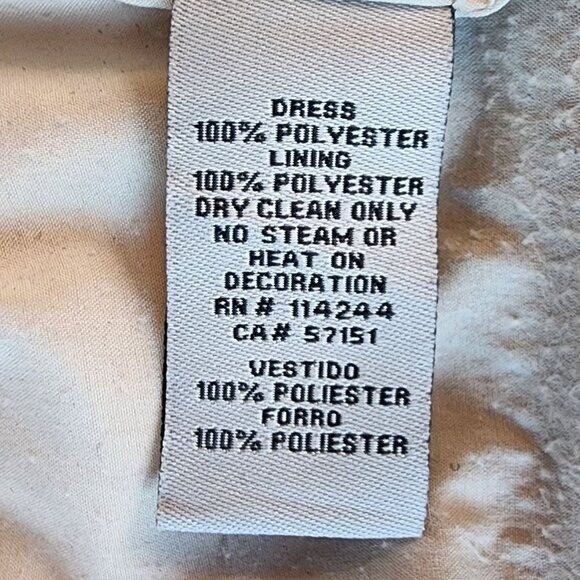 DRESS
100% POLYESTER
LINING
100% POLYESTER
DRY CLEAN ONLY
NO STEAM OR
HEAT ON
DECORATION
RN # 114244
CA# 57151
VESTIDO
100% POLIESTER
FORRO
100% POLIESTER